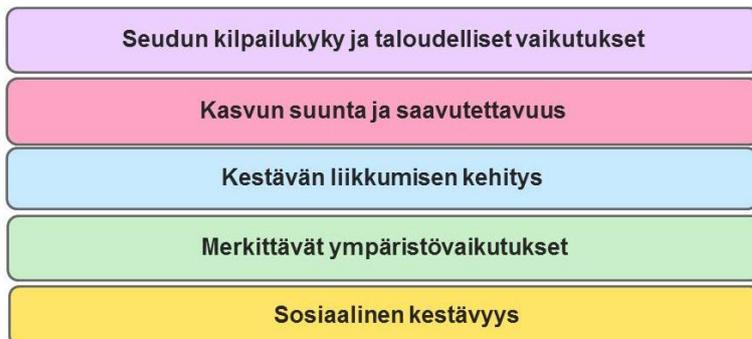 Seudun kilpailukyky ja taloudelliset vaikutukset
Kasvun suunta ja saavutettavuus
Kestävän liikkumisen kehitys
Merkittävät ympäristövaikutukset
Sosiaalinen kestävyys